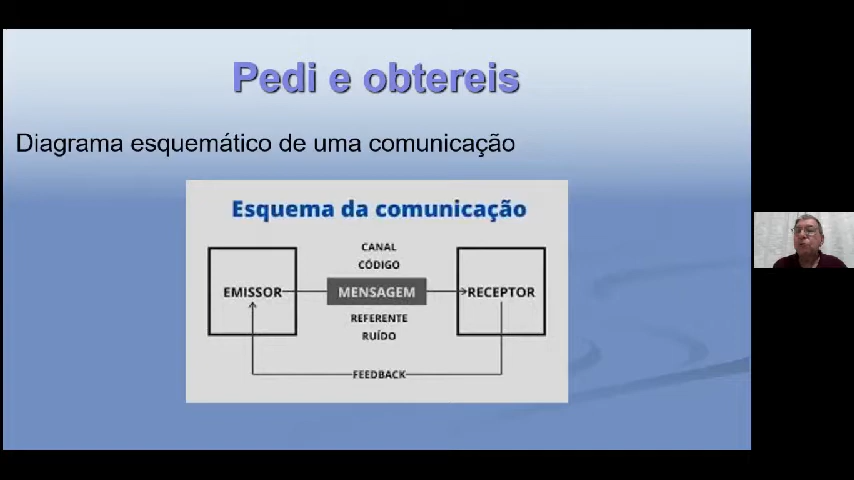 Pedi e obtereis
Diagrama esquemático de uma comunicação
Esquema da comunicação
CANAL
CÓDIGO
EMISSOR
MENSAGEM
RECEPTOR
REFERENTE
RUÍDO
FEEDBACK